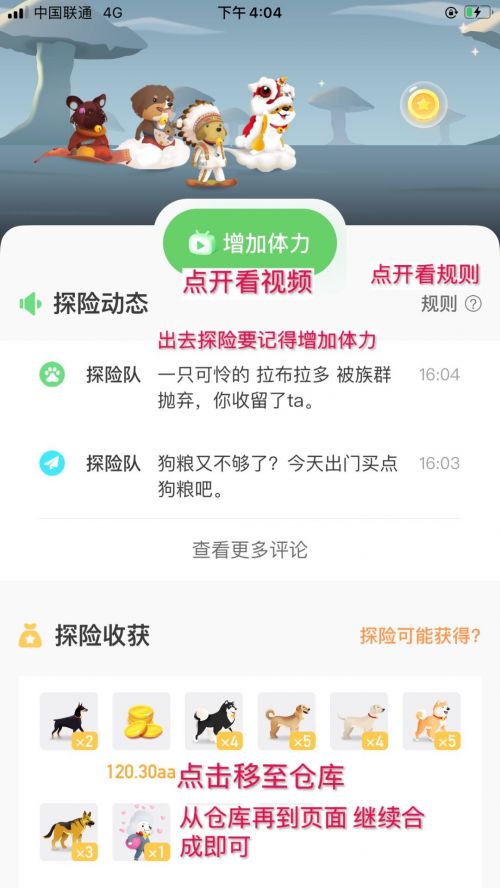 中国联通 4G 下午4:04
增加体力
点开看视频
点开看规则
探险动态
规则 ?
出去探险要记得增加体力
探险队 一只可怜的 拉布拉多 被族群 16:04
抛弃，你收留了ta。
探险队 狗粮又不够了？今天出门买点 16:03
狗粮吧。
查看更多评论
探险收获
探险可能获得?
×2 ×4 ×5 ×4 ×5
120.30aa
点击移至仓库
从仓库再到页面 继续合
成即可
×3 ×1